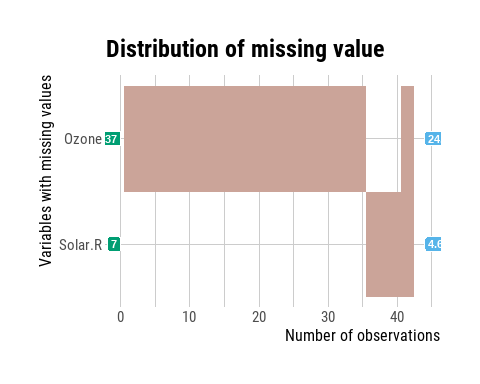 Distribution of missing value
Variables with missing values
Ozone 37 24
Solar.R 7 4.6
0 10 20 30 40
Number of observations